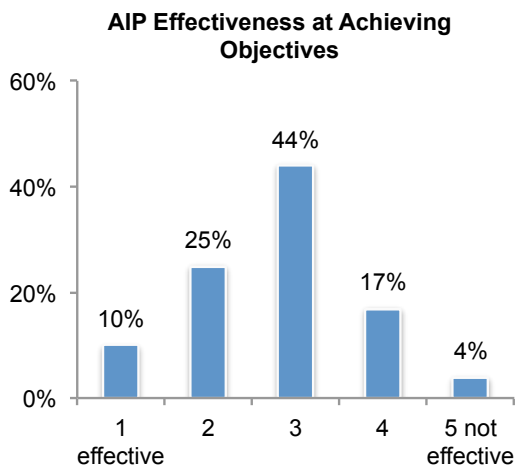 AIP Effectiveness at Achieving
Objectives
60%
40%
20%
0%
10%
25%
44%
17%
4%
1
effective
2
3
4
5 not
effective